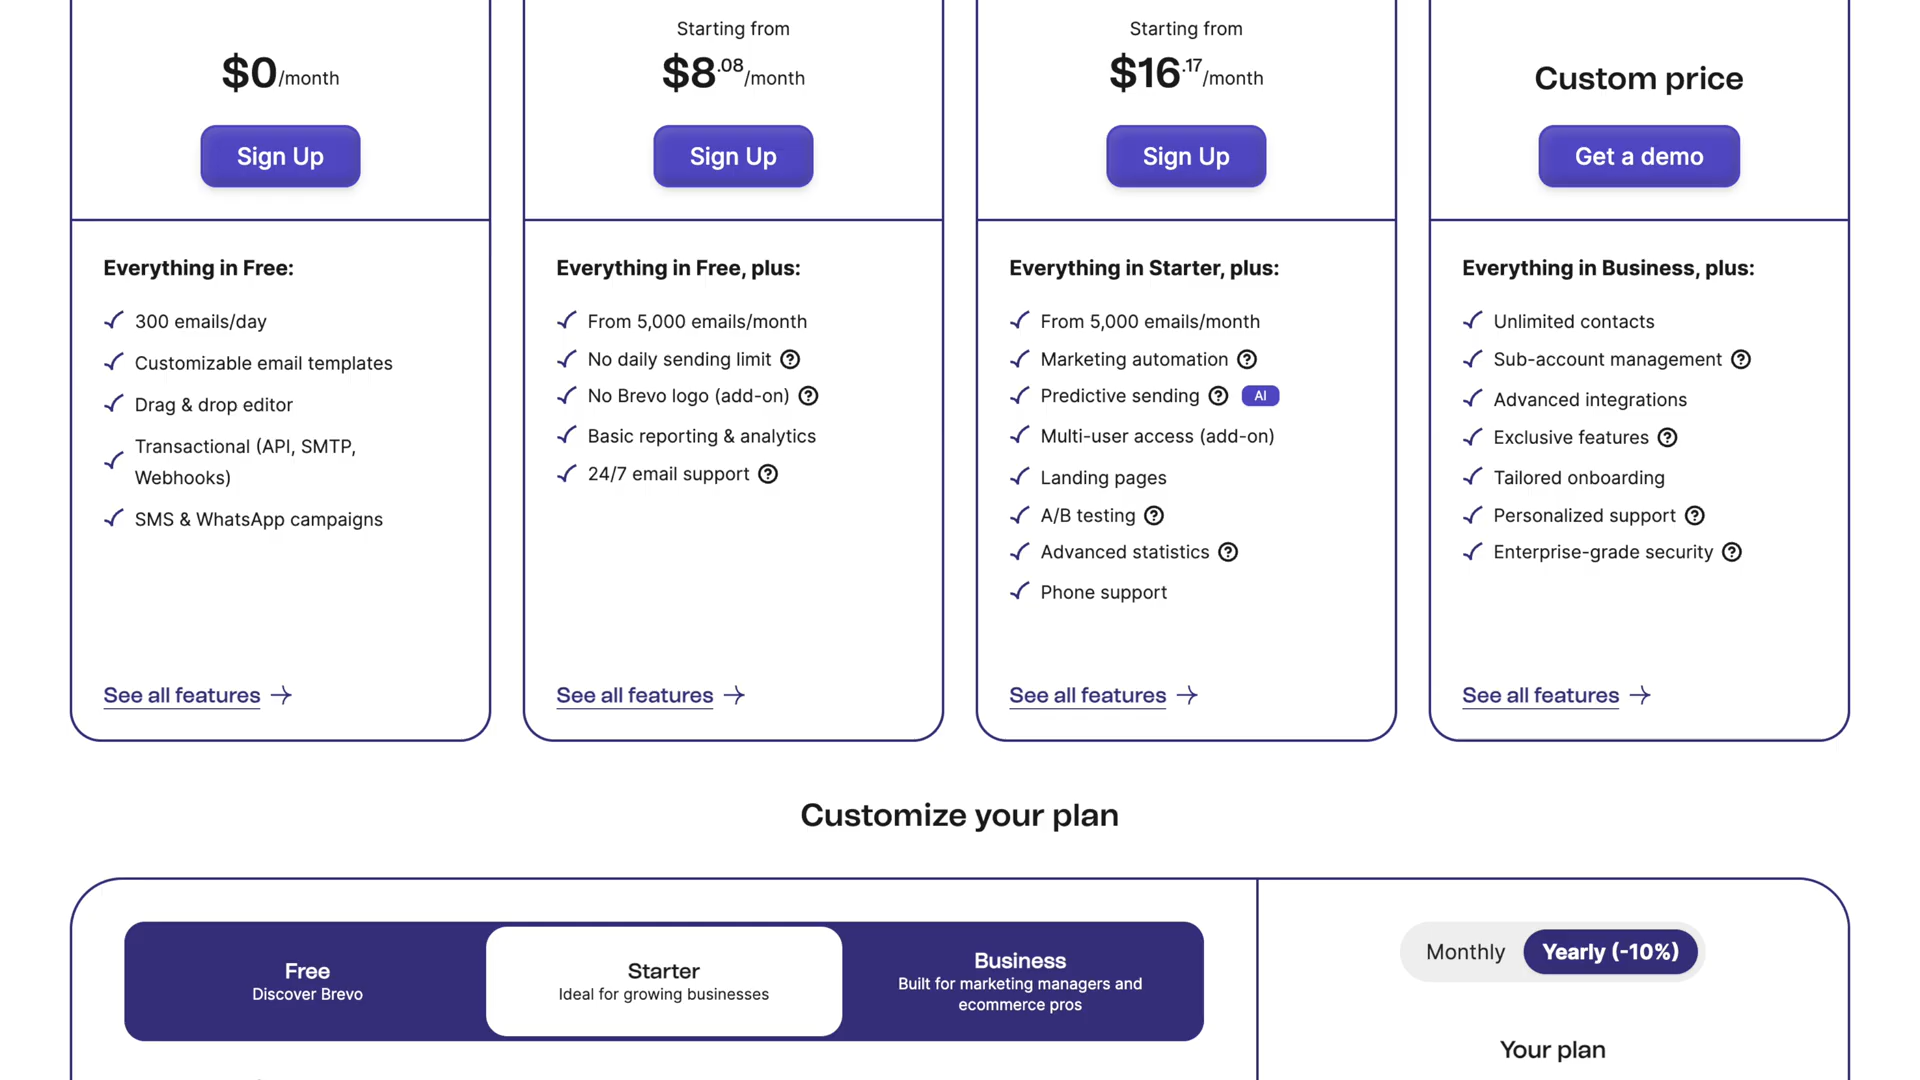 $0/month
Sign Up
Everything in Free:
300 emails/day
Customizable email templates
Drag & drop editor
Transactional (API, SMTP,
Webhooks)
SMS & WhatsApp campaigns
See all features
Starting from
$8.08/month
Sign Up
Everything in Free, plus:
From 5,000 emails/month
No daily sending limit ?
No Brevo logo (add-on) ?
Basic reporting & analytics
24/7 email support ?
See all features
Starting from
$16.17/month
Sign Up
Everything in Starter, plus:
From 5,000 emails/month
Marketing automation ?
Predictive sending ? AI
Multi-user access (add-on)
Landing pages
A/B testing ?
Advanced statistics ?
Phone support
See all features
Custom price
Get a demo
Everything in Business, plus:
Unlimited contacts
Sub-account management ?
Advanced integrations
Exclusive features ?
Tailored onboarding
Personalized support ?
Enterprise-grade security ?
See all features
Customize your plan
Free
Discover Brevo
Starter
Ideal for growing businesses
Business
Built for marketing managers and
ecommerce pros
Monthly
Yearly (-10%)
Your plan